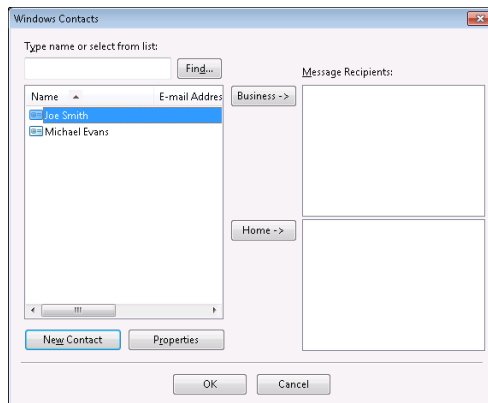 Windows Contacts
Type name or select from list:
Find...
Message Recipients:
Name E-mail Addres
Business ->
Joe Smith
Michael Evans
Home ->
New Contact Properties
OK Cancel